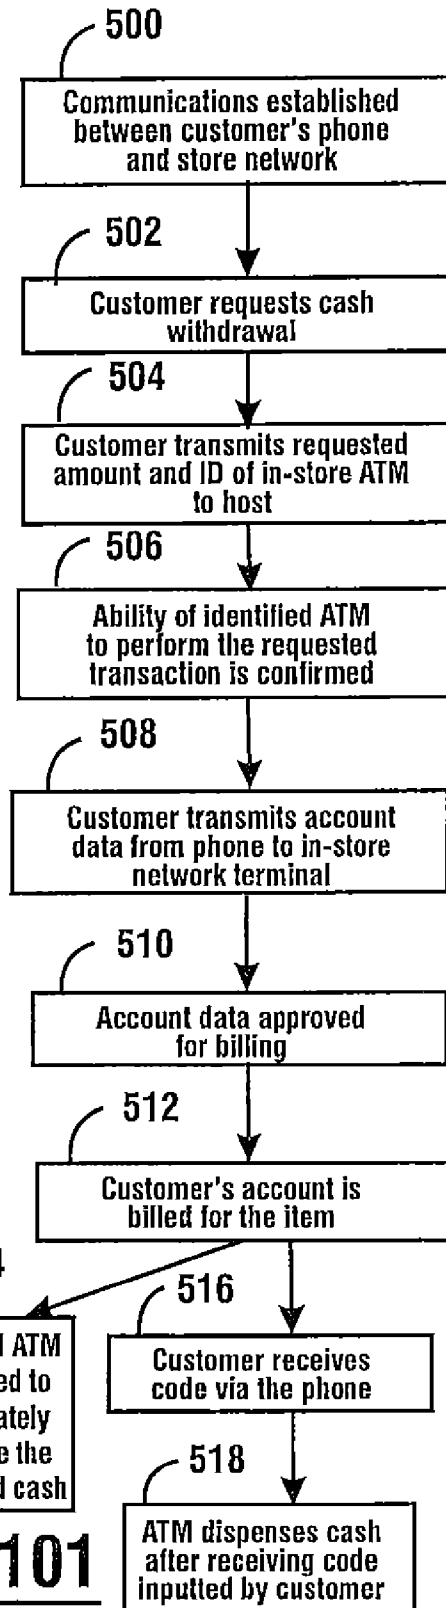 500
Communications established
between customer's phone
and store network
502
Customer requests cash
withdrawal
504
Customer transmits requested
amount and ID of in-store ATM
to host
506
Ability of identified ATM
to perform the requested
transaction is confirmed
508
Customer transmits account
data from phone to in-store
network terminal
510
Account data approved
for billing
512
Customer's account is
billed for the item
ATM
the
cash
516
Customer receives
code via the phone
518
ATM dispenses cash
after receiving code
inputted by customer
101